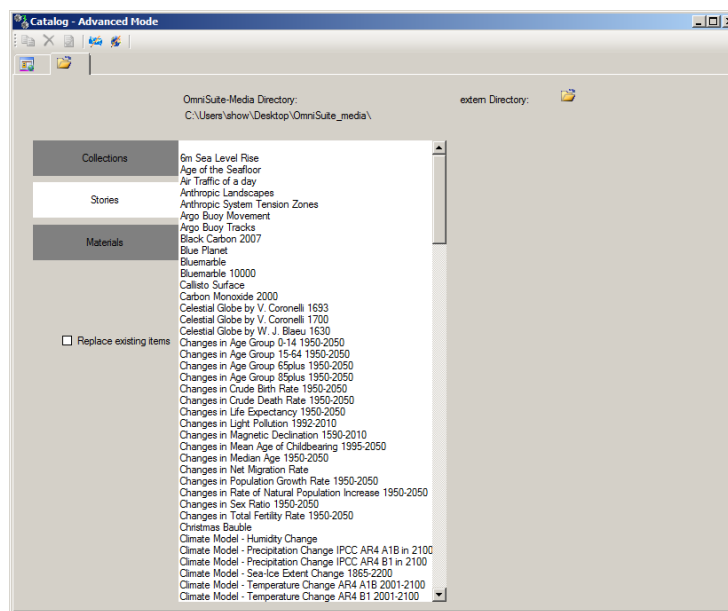 Catalog - Advanced Mode
OmniSuite-Media Directory:
extern Directory:
C:\Users\show\Desktop\OmniSuite_media\
Collections
Stories
Materials
Replace existing items
6m Sea Level Rise
Age of the Seafloor
Air Traffic of a day
Anthropic Landscapes
Anthropic System Tension Zones
Argo Buoy Movement
Argo Buoy Tracks
Black Carbon 2007
Blue Planet
Bluemarble
Bluemarble 10000
Callisto Surface
Carbon Monoxide 2000
Celestial Globe by V. Coronelli 1693
Celestial Globe by V. Coronelli 1700
Celestial Globe by W. J. Blaeu 1630
Changes in Age Group 0-14 1950-2050
Changes in Age Group 15-64 1950-2050
Changes in Age Group 65plus 1950-2050
Changes in Age Group 85plus 1950-2050
Changes in Crude Birth Rate 1950-2050
Changes in Crude Death Rate 1950-2050
Changes in Life Expectancy 1950-2050
Changes in Light Pollution 1992-2010
Changes in Magnetic Declination 1590-2010
Changes in Mean Age of Childbearing 1995-2050
Changes in Median Age 1950-2050
Changes in Net Migration Rate
Changes in Population Growth Rate 1950-2050
Changes in Rate of Natural Population Increase 1950-2050
Changes in Sex Ratio 1950-2050
Changes in Total Fertility Rate 1950-2050
Christmas Bauble
Climate Model - Humidity Change
Climate Model - Precipitation Change IPCC AR4 A1B in 2100
Climate Model - Precipitation Change IPCC AR4 B1 in 2100
Climate Model - Sea-Ice Extent Change 1865-2200
Climate Model - Temperature Change AR4 A1B 2001-2100
Climate Model - Temperature Change AR4 B1 2001-2100